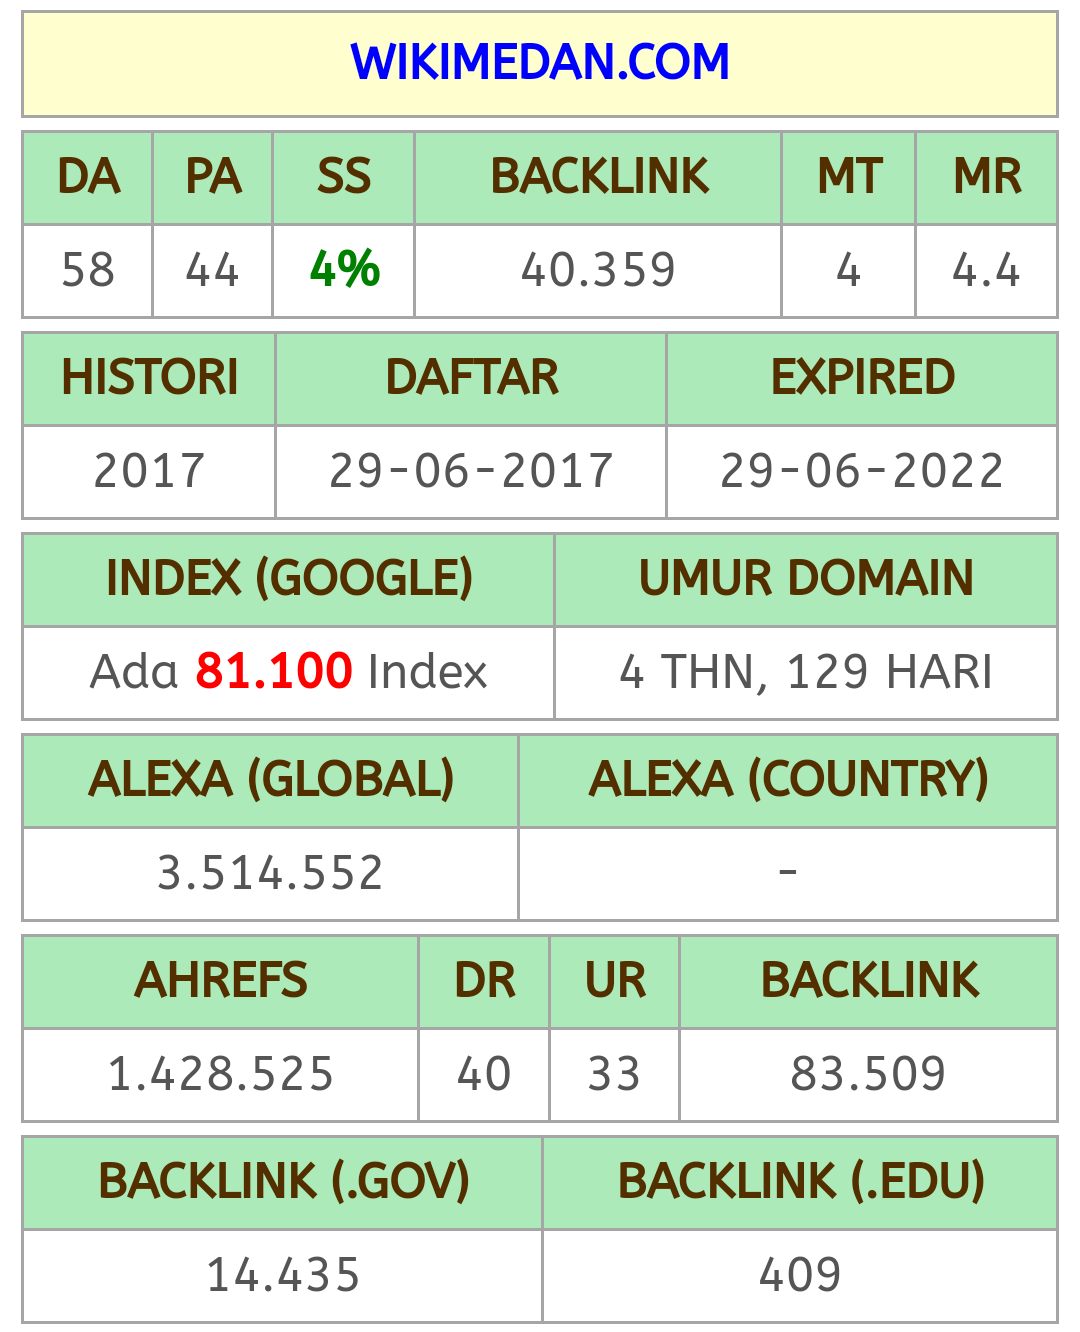 WIKIMEDAN.COM
DA PA SS BACKLINK MT MR
58 44 4% 40.359 4 4.4
HISTORI DAFTAR EXPIRED
2017 29-06-2017 29-06-2022
INDEX (GOOGLE) UMUR DOMAIN
Ada 81.100 Index 4 THN, 129 HARI
ALEXA (GLOBAL) ALEXA (COUNTRY)
3.514.552 -
AHREFS DR UR BACKLINK
1.428.525 40 33 83.509
BACKLINK (.GOV) BACKLINK (.EDU)
14.435 409